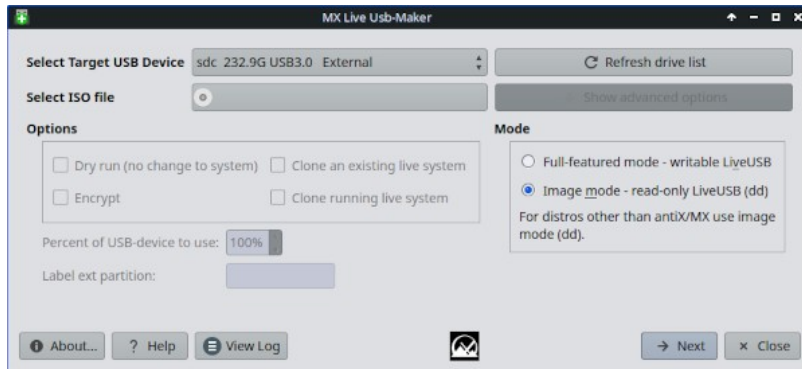 MX Live Usb-Maker
Select Target USB Device sdc 232.9G USB3.0 External Refresh drive list
Select ISO file Show advanced options
Options Mode
Dry run (no change to system) Clone an existing live system
Encrypt Clone running live system
Full-featured mode - writable LiveUSB
Image mode - read-only LiveUSB (dd)
For distros other than antiX/MX use image
mode (dd).
Percent of USB-device to use: 100%
Label ext partition:
About... ? Help View Log Next Close